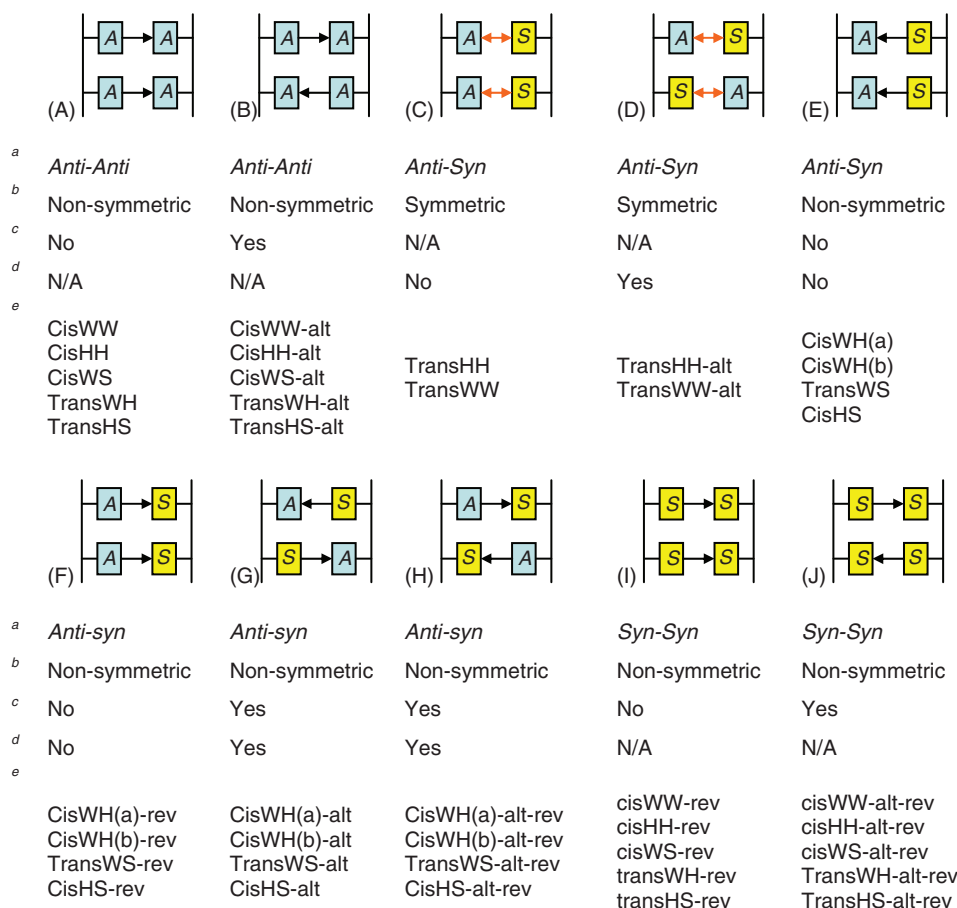 A A A A A S A S A S
A A A A A S S A A S
(A) (B) (C) (D) (E)
a Anti-Anti Anti-Anti Anti-Syn Anti-Syn Anti-Syn
b Non-symmetric Non-symmetric Symmetric Symmetric Non-symmetric
c No Yes N/A N/A No
d N/A N/A No Yes No
e
CisWW CisWW-alt CisWH(a)
CisHH CisHH-alt TransHH TransHH-alt CisWH(b)
CisWS CisWS-alt TransWW TransWW-alt TransWS
TransWH TransWH-alt CisHS
TransHS TransHS-alt
A S A S A S S S S S
A S S A S A S S S S
(F) (G) (H) (I) (J)
a Anti-syn Anti-syn Anti-syn Syn-Syn Syn-Syn
b Non-symmetric Non-symmetric Non-symmetric Non-symmetric Non-symmetric
c No Yes Yes No Yes
d No Yes Yes N/A N/A
e
CisWH(a)-rev CisWH(a)-alt CisWH(a)-alt-rev cisWW-rev cisWW-alt-rev
CisWH(b)-rev CisWH(b)-alt CisWH(b)-alt-rev cisHH-rev cisHH-alt-rev
TransWS-rev TransWS-alt TransWS-alt-rev cisWS-rev cisWS-alt-rev
CisHS-rev CisHS-alt CisHS-alt-rev transWH-rev TransWH-alt-rev
transHS-rev TransHS-alt-rev